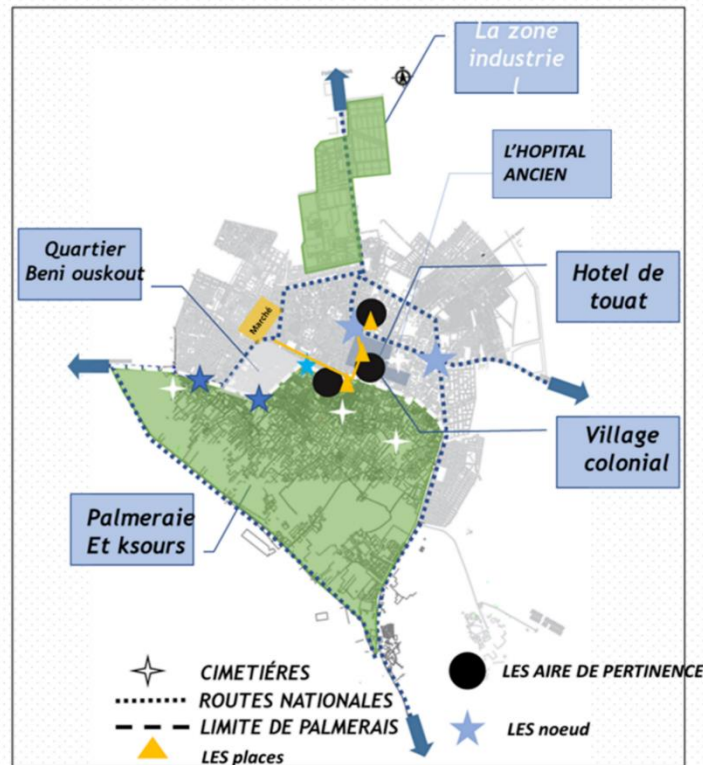 La zone
industrie
l
L'HOPITAL
ANCIEN
Quartier
Beni ouskout
Hotel de
touat
Marché
Village
colonial
Palmeraie
Et ksours
CIMETIÉRES
LES AIRE DE PERTINENCE
ROUTES NATIONALES
LIMITE DE PALMERAIS
LES noeud
LES places